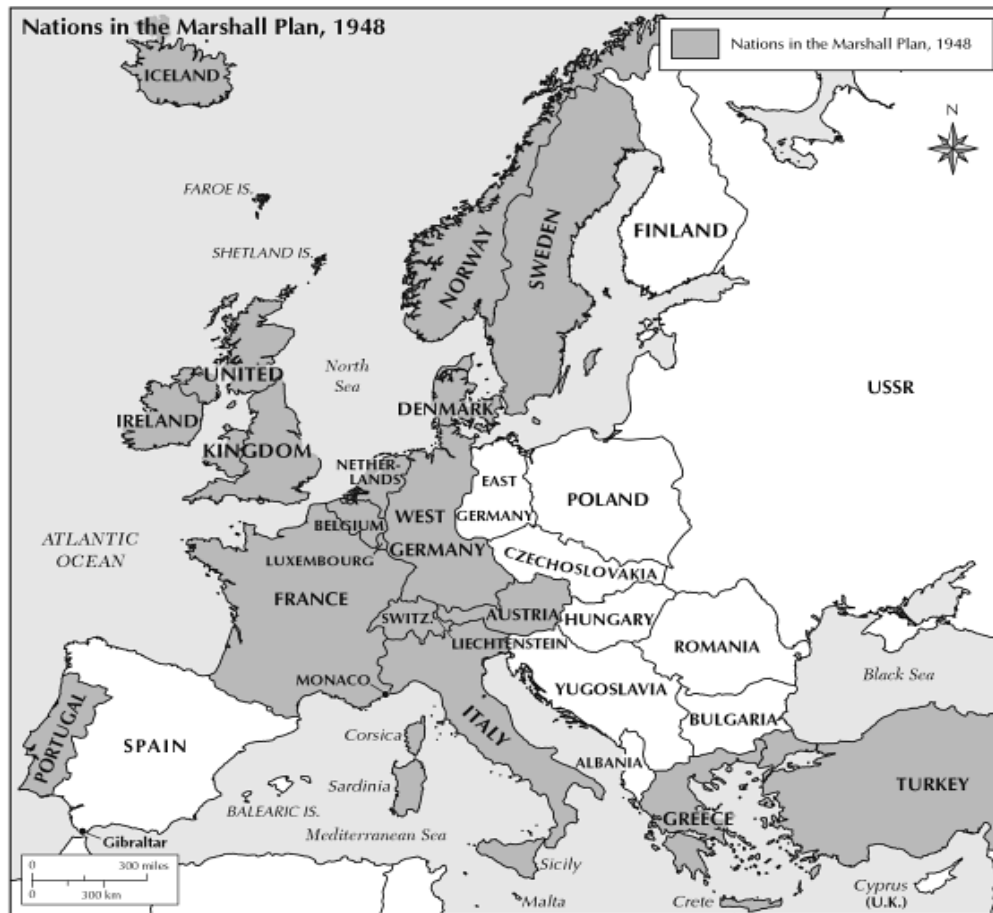 Nations in the Marshall Plan, 1948
Nations in the Marshall Plan, 1948
ICELAND
N
FAROE IS.
SHETLAND IS.
NORWAY
SWEDEN
FINLAND
North
Sea
UNITED
KINGDOM
IRELAND
DENMARK
USSR
NETHER-
LANDS
EAST
GERMANY
POLAND
BELGIUM
WEST
GERMANY
ATLANTIC
OCEAN
LUXEMBOURG
CZECHOSLOVAKIA
FRANCE
SWITZ.
AUSTRIA
HUNGARY
LIECHTENSTEIN
ROMANIA
MONACO
YUGOSLAVIA
Black Sea
PORTUGAL
SPAIN
Corsica
ITALY
BULGARIA
ALBANIA
Sardinia
TURKEY
BALEARIC IS.
GREECE
Mediterranean Sea
Gibraltar
Sicily
0 300 miles
0 300 km
Malta
Crete
Cyprus
(U.K.)